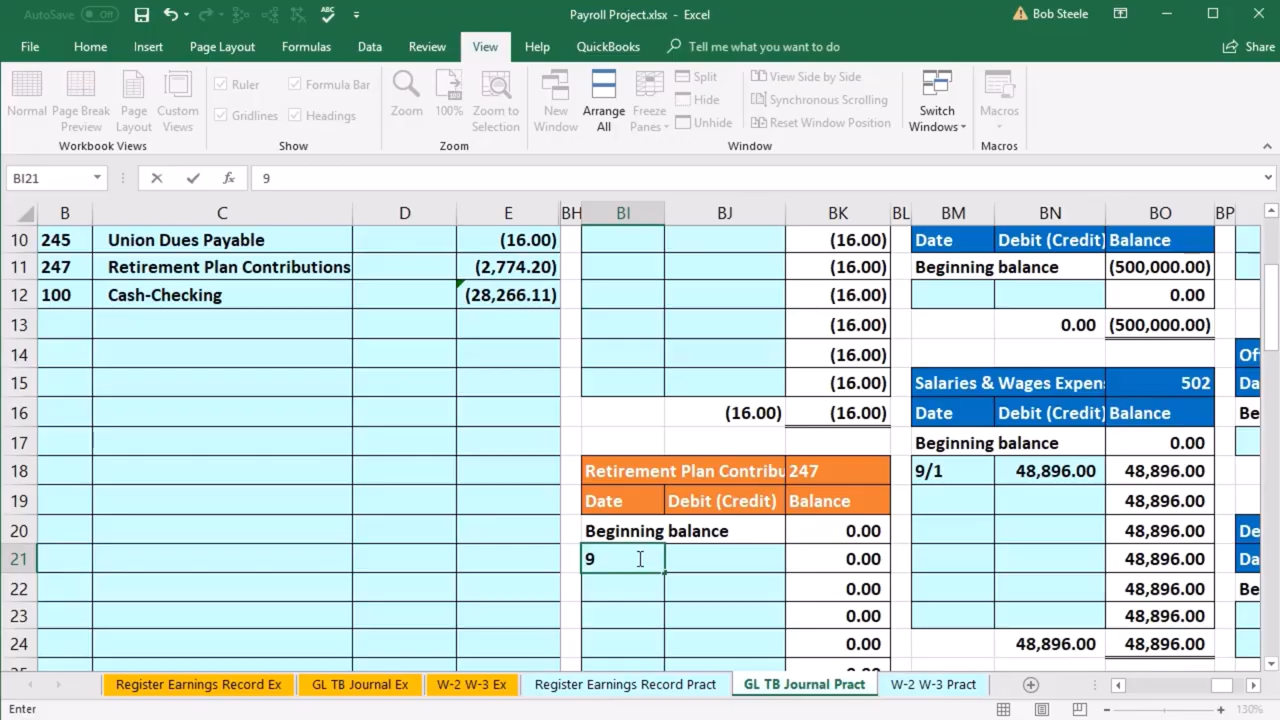 AutoSave Off
Payroll Project.xlsx - Excel
Bob Steele
File Home Insert Page Layout Formulas Data Review View Help QuickBooks Tell me what you want to do Share
Normal
Page Break Preview
Page Layout
Custom Views
Workbook Views
Ruler
Formula Bar
Gridlines
Headings
Show
Zoom
100%
Zoom to Selection
Zoom
New Window
Arrange All
Freeze Panes
Split
Hide
Unhide
View Side by Side
Synchronous Scrolling
Reset Window Position
Switch Windows
Window
Macros
Macros
BI21 fx 9
B C D E BH BI BJ BK BL BM BN BO BP
10 245 Union Dues Payable (16.00) (16.00) Date Debit (Credit) Balance
11 247 Retirement Plan Contributions (2,774.20) (16.00) Beginning balance (500,000.00)
12 100 Cash-Checking (28,266.11) (16.00) 0.00
13 (16.00) 0.00 (500,000.00)
14 (16.00) Of
15 (16.00) Salaries & Wages Expen 502 Da
16 (16.00) (16.00) Date Debit (Credit) Balance Be
17 Beginning balance 0.00
18 Retirement Plan Contribu 247 9/1 48,896.00 48,896.00
19 Date Debit (Credit) Balance 48,896.00
20 Beginning balance 0.00 48,896.00 De
21 9 0.00 48,896.00 Da
22 0.00 48,896.00 Be
23 0.00 48,896.00
24 0.00 48,896.00 48,896.00
Register Earnings Record Ex GL TB Journal Ex W-2 W-3 Ex Register Earnings Record Pract GL TB Journal Pract W-2 W-3 Pract
Enter 130%